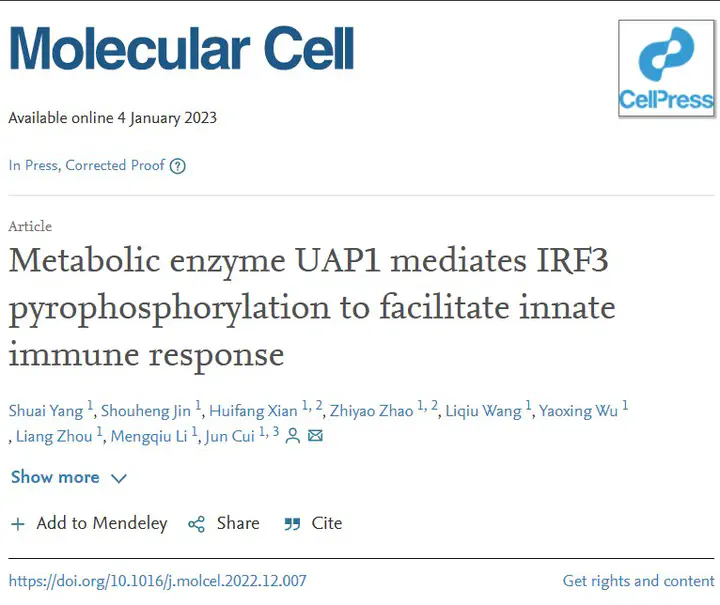 Molecular Cell
CellPress
Available online 4 January 2023
In Press, Corrected Proof ?
Article
Metabolic enzyme UAP1 mediates IRF3
pyrophosphorylation to facilitate innate
immune response
Shuai Yang 1, Shouheng Jin 1, Huifang Xian 1, 2, Zhiyao Zhao 1, 2, Liqiu Wang 1, Yaoxing Wu 1
, Liang Zhou 1, Mengqiu Li 1, Jun Cui 1, 3
Show more
+ Add to Mendeley Share Cite
https://doi.org/10.1016/j.molcel.2022.12.007 Get rights and content